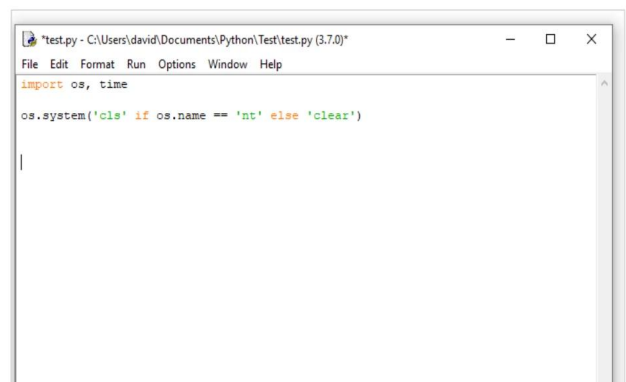 *test.py - C:\Users\david\Documents\Python\Test\test.py (3.7.0)*
File Edit Format Run Options Window Help
import os, time
os.system('cls' if os.name == 'nt' else 'clear')